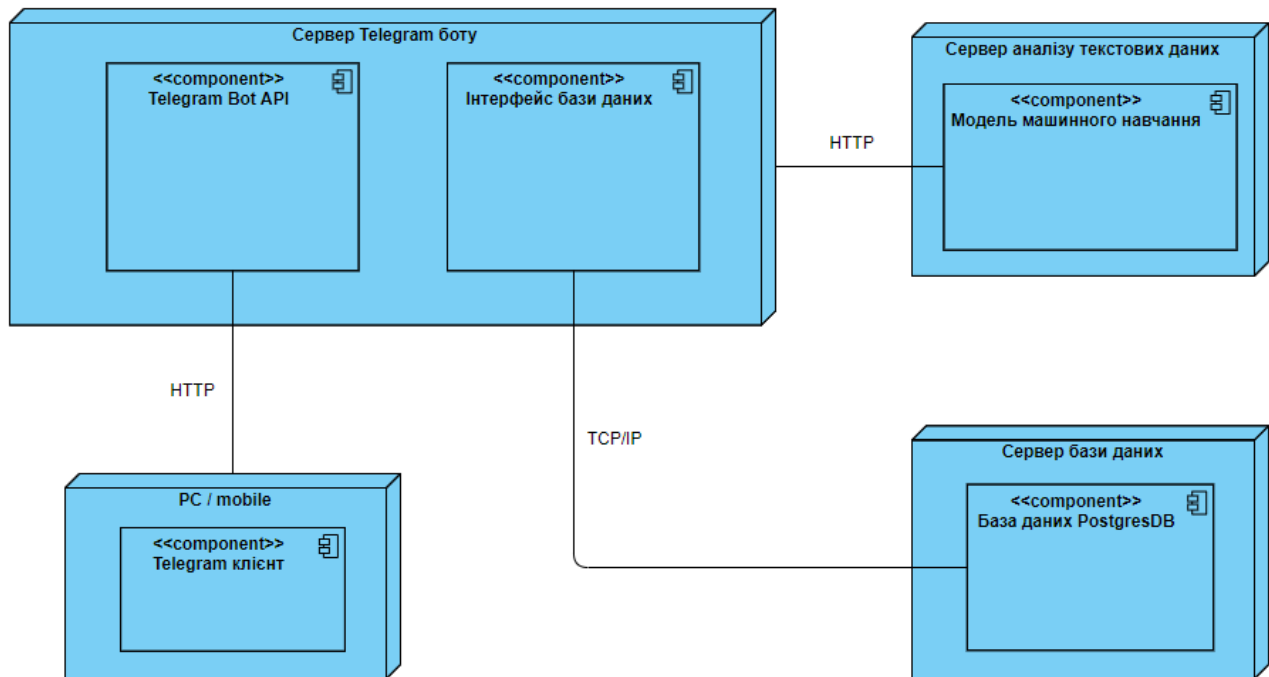 Сервер Telegram боту
<<component>>
Telegram Bot API
<<component>>
Інтерфейс бази даних
HTTP
Сервер аналізу текстових даних
<<component>>
Модель машинного навчання
HTTP
TCP/IP
PC / mobile
<<component>>
Telegram клієнт
Сервер бази даних
<<component>>
База даних PostgresDB